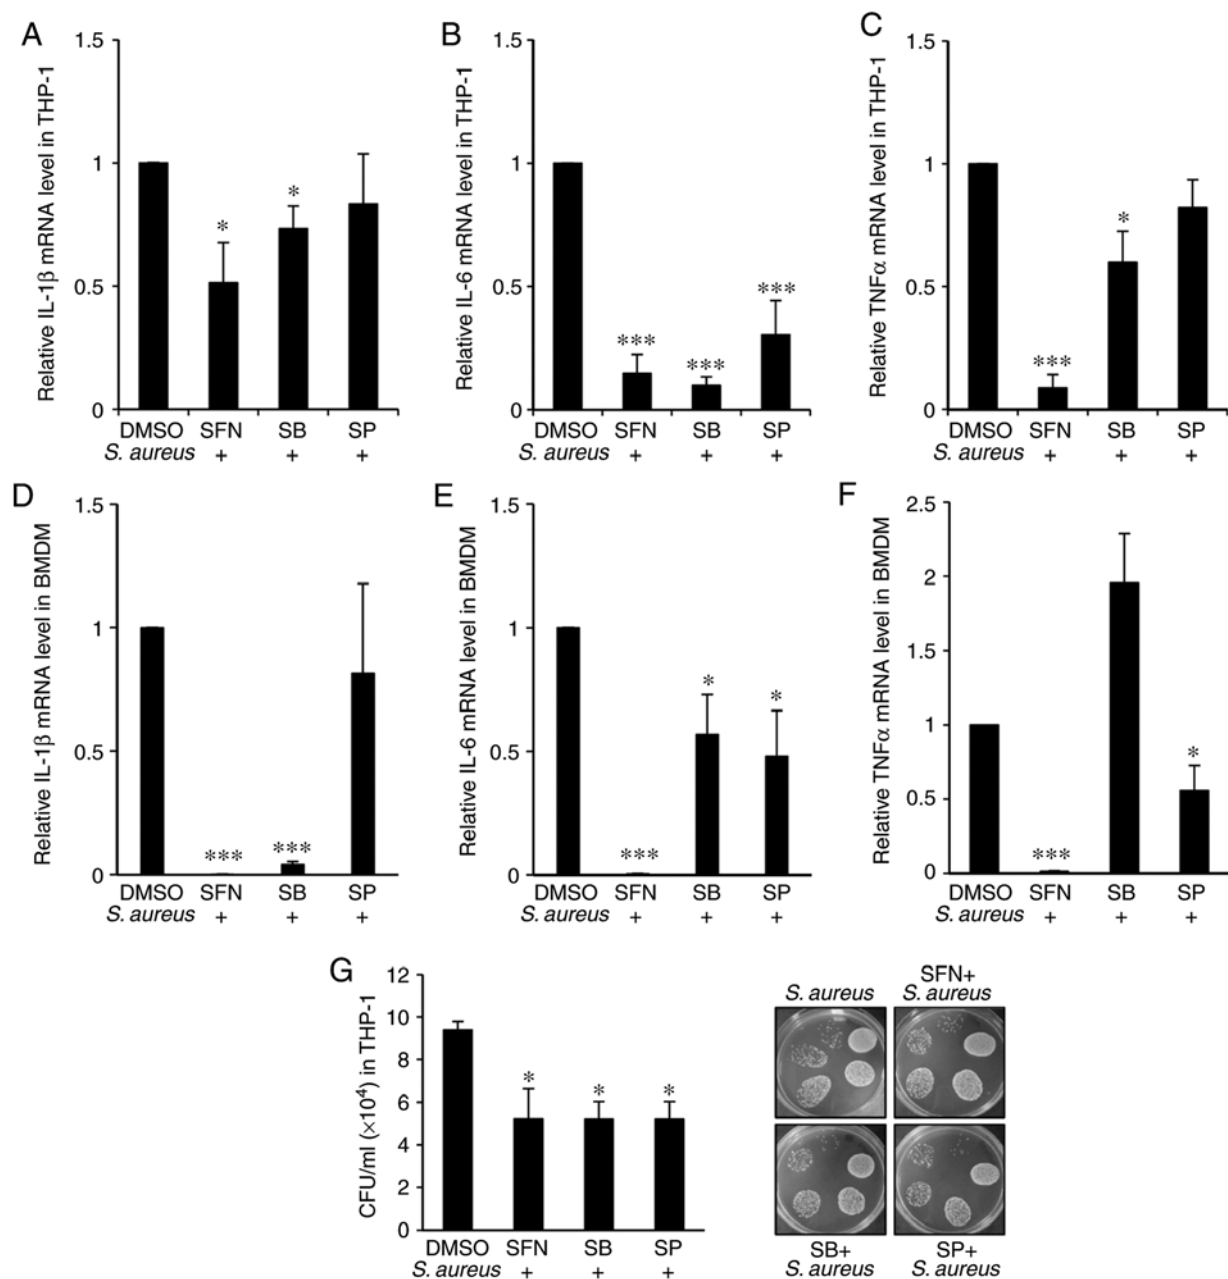 A
Relative IL-1β mRNA level in THP-1
1.5
1
0.5
0
*
*
DMSO SFN SB SP
S. aureus + + +
B
Relative IL-6 mRNA level in THP-1
1.5
1
0.5
0
***
***
***
DMSO SFN SB SP
S. aureus + + +
C
Relative TNFα mRNA level in THP-1
1.5
1
0.5
0
***
*
DMSO SFN SB SP
S. aureus + + +
D
Relative IL-1β mRNA level in BMDM
1.5
1
0.5
0
***
***
DMSO SFN SB SP
S. aureus + + +
E
Relative IL-6 mRNA level in BMDM
1.5
1
0.5
0
***
*
*
DMSO SFN SB SP
S. aureus + + +
F
Relative TNFα mRNA level in BMDM
2.5
2
1.5
1
0.5
0
***
*
DMSO SFN SB SP
S. aureus + + +
G
CFU/ml (×10⁴) in THP-1
12
10
8
6
4
2
0
*
*
*
DMSO SFN SB SP
S. aureus + + +
S. aureus
SFN+
S. aureus
SB+
S. aureus
SP+
S. aureus